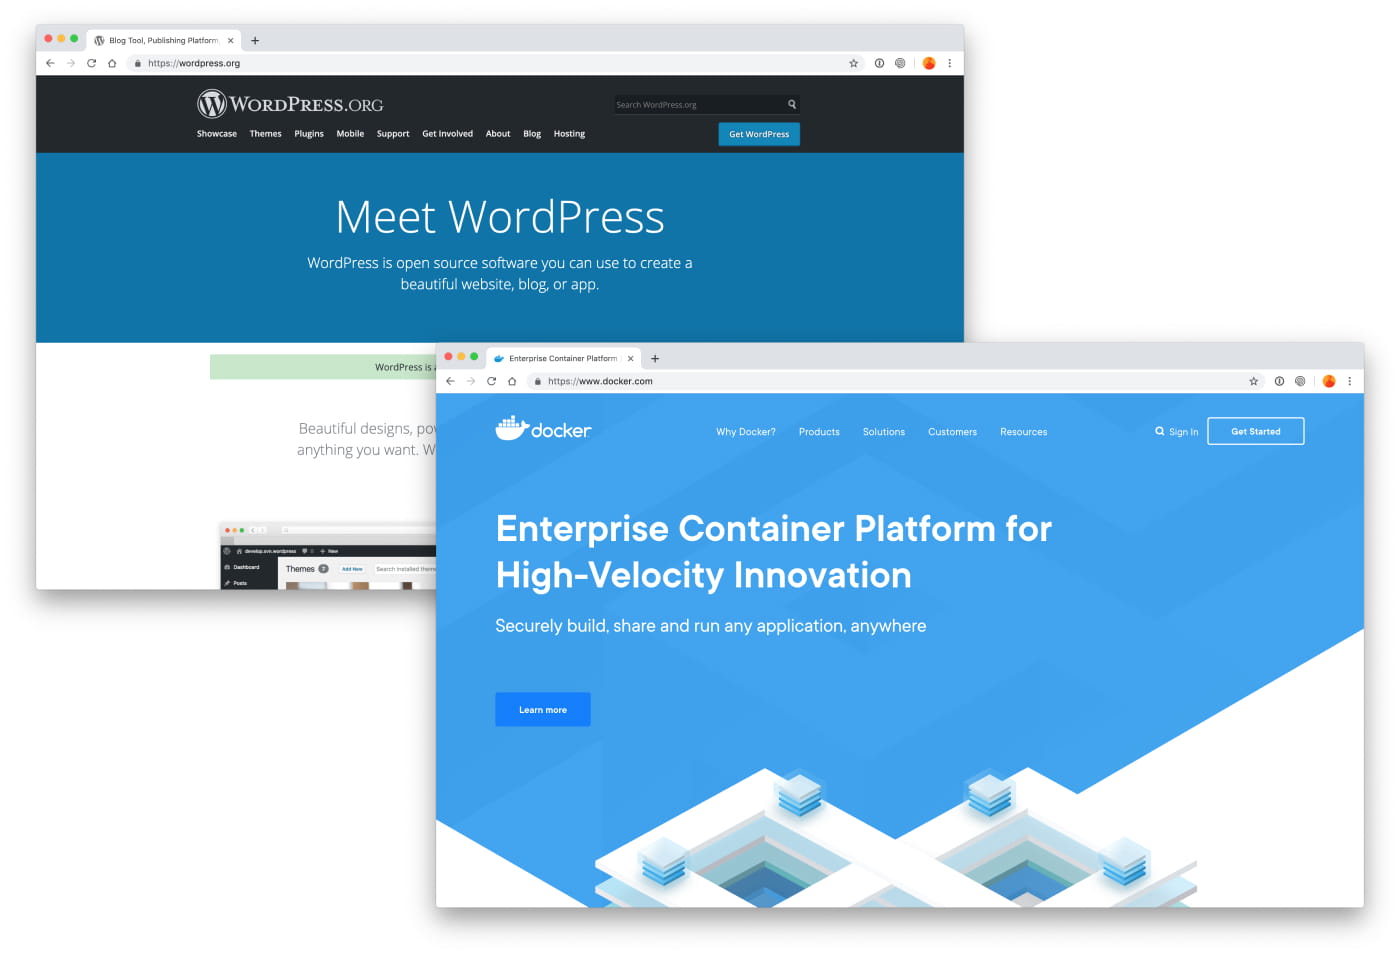 Blog Tool, Publishing Platform,
https://wordpress.org
WORDPRESS.ORG
Search WordPress.org
Showcase Themes Plugins Mobile Support Get Involved About Blog Hosting
Get WordPress
Meet WordPress
WordPress is open source software you can use to create a
beautiful website, blog, or app.
WordPress is
Beautiful designs,
anything you want.
develop.svn.wordpress 0 + New
Dashboard
Posts
Themes 7 Add New Search installed
Enterprise Container Platform
https://www.docker.com
docker
Why Docker? Products Solutions Customers Resources
Sign In
Get Started
Enterprise Container Platform for
High-Velocity Innovation
Securely build, share and run any application, anywhere
Learn more